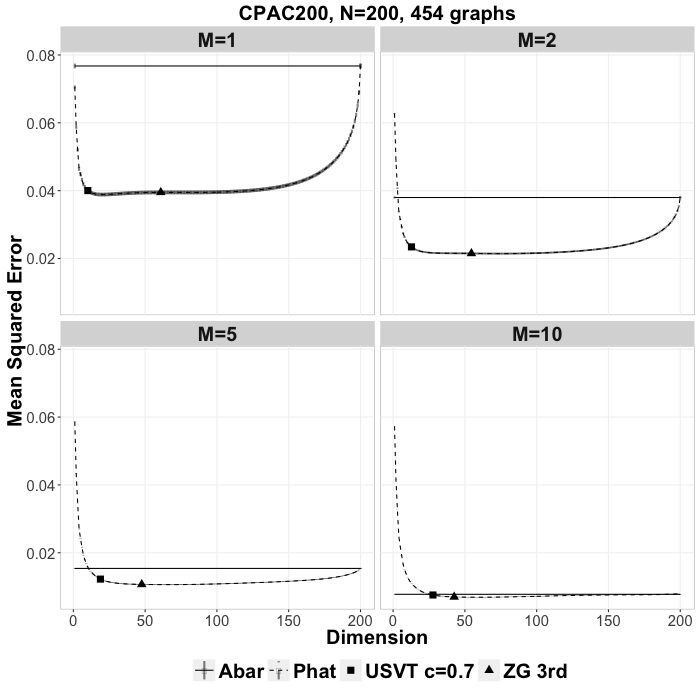 CPAC200, N=200, 454 graphs
M=1 M=2
0.08
0.06
0.04
0.02
Mean Squared Error
M=5 M=10
0.08
0.06
0.04
0.02
0 50 100 150 200 0 50 100 150 200
Dimension
Abar Phat USVT c=0.7 ZG 3rd